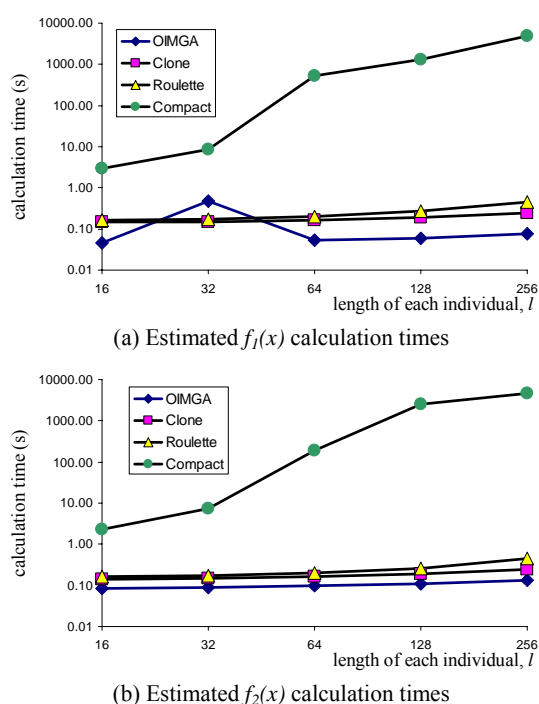 10000.00
1000.00
100.00
10.00
1.00
0.10
0.01
calculation time (s)
OIMGA
Clone
Roulette
Compact
16 32 64 128 256
length of each individual, l
(a) Estimated f1(x) calculation times
10000.00
1000.00
100.00
10.00
1.00
0.10
0.01
calculation time (s)
OIMGA
Clone
Roulette
Compact
16 32 64 128 256
length of each individual, l
(b) Estimated f2(x) calculation times